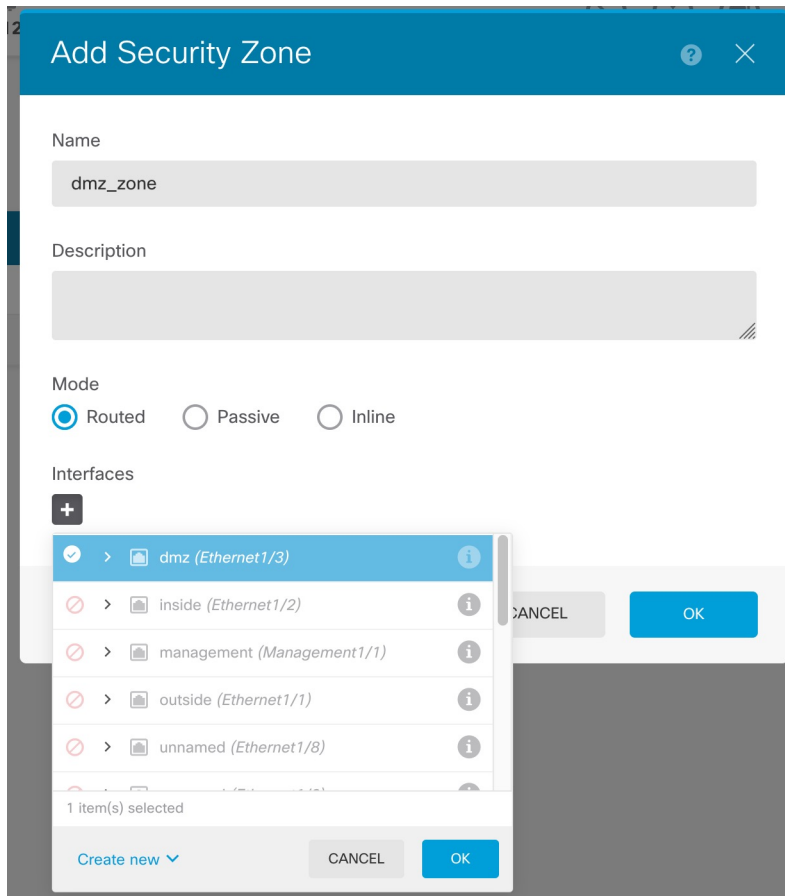 12
Add Security Zone
?
Name
dmz_zone
Description
Mode
Routed Passive Inline
Interfaces
+
dmz (Ethernet1/3)
inside (Ethernet1/2)
management (Management1/1)
outside (Ethernet1/1)
unnamed (Ethernet1/8)
CANCEL OK
1 item(s) selected
Create new CANCEL OK